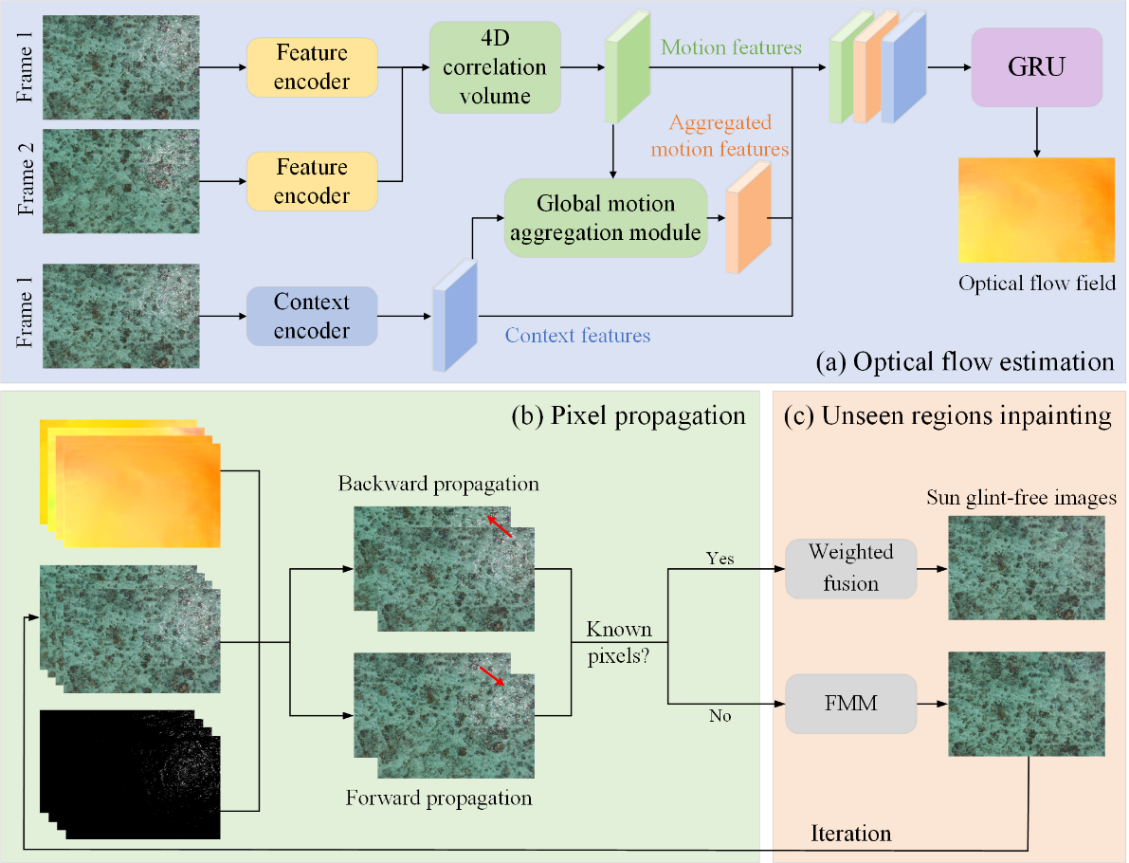 Frame 1
Feature
encoder
4D
correlation
volume
Motion features
GRU
Frame 2
Feature
encoder
Aggregated
motion features
Global motion
aggregation module
Optical flow field
Frame 1
Context
encoder
Context features
(a) Optical flow estimation
(b) Pixel propagation
(c) Unseen regions inpainting
Backward propagation
Sun glint-free images
Yes
Weighted
fusion
Known
pixels?
No
FMM
Forward propagation
Iteration